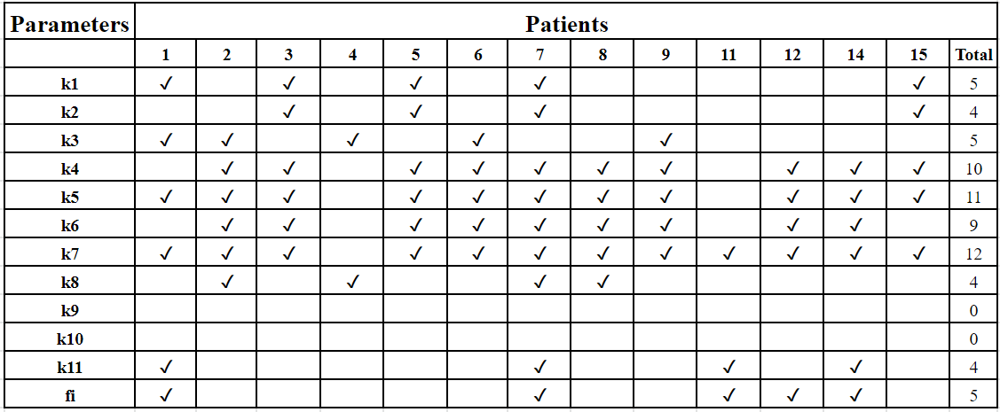 Parameters Patients
1 2 3 4 5 6 7 8 9 11 12 14 15 Total
k1 ✓ ✓ ✓ ✓ ✓ 5
k2 ✓ ✓ ✓ ✓ 4
k3 ✓ ✓ ✓ ✓ ✓ 5
k4 ✓ ✓ ✓ ✓ ✓ ✓ ✓ ✓ ✓ ✓ 10
k5 ✓ ✓ ✓ ✓ ✓ ✓ ✓ ✓ ✓ ✓ ✓ 11
k6 ✓ ✓ ✓ ✓ ✓ ✓ ✓ ✓ ✓ 9
k7 ✓ ✓ ✓ ✓ ✓ ✓ ✓ ✓ ✓ ✓ ✓ ✓ 12
k8 ✓ ✓ ✓ ✓ 4
k9 0
k10 0
k11 ✓ ✓ ✓ ✓ 4
fi ✓ ✓ ✓ ✓ ✓ 5